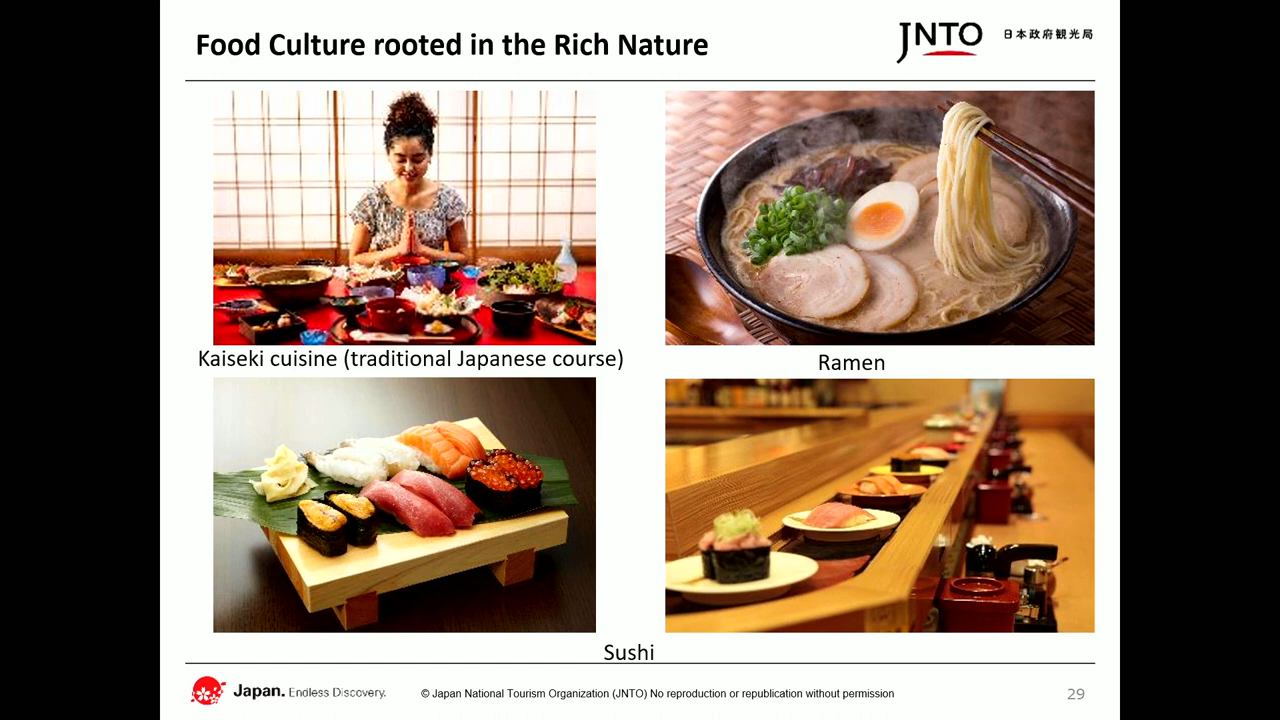 Food Culture rooted in the Rich Nature
JNTO 日本政府観光局
Kaiseki cuisine (traditional Japanese course)
Ramen
Sushi
Japan. Endless Discovery.
© Japan National Tourism Organization (JNTO) No reproduction or republication without permission
29